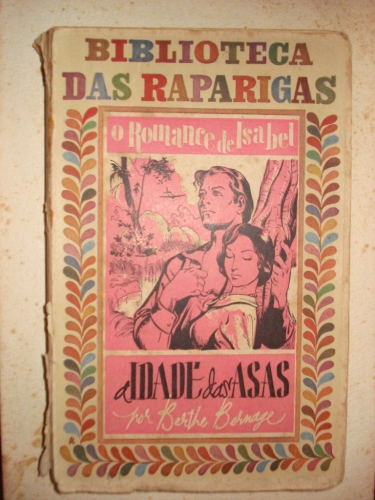 BIBLIOTECA
DAS RAPARIGAS
O Romance de Isabel
a IDADE das ASAS
por Berthe Bernage